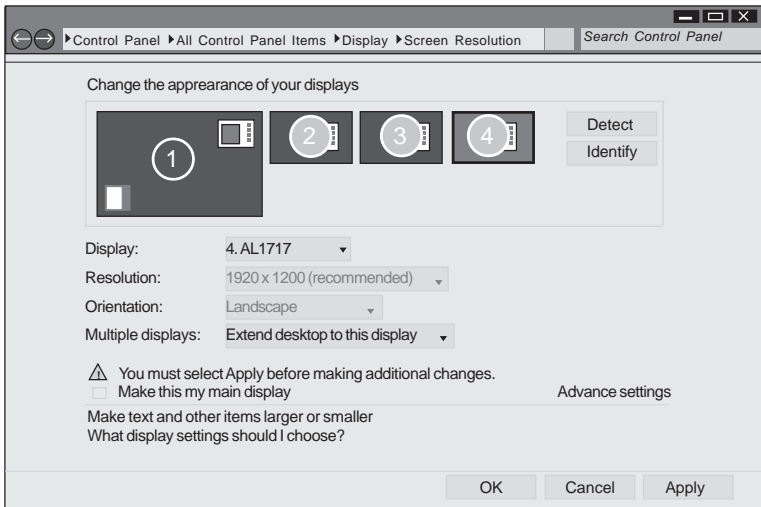 Control Panel All Control Panel Items Display Screen Resolution Search Control Panel
Change the apprearance of your displays
1 2 3 4
Detect
Identify
Display: 4. AL1717
Resolution: 1920 x 1200 (recommended)
Orientation: Landscape
Multiple displays: Extend desktop to this display
You must select Apply before making additional changes.
Make this my main display Advance settings
Make text and other items larger or smaller
What display settings should I choose?
OK Cancel Apply